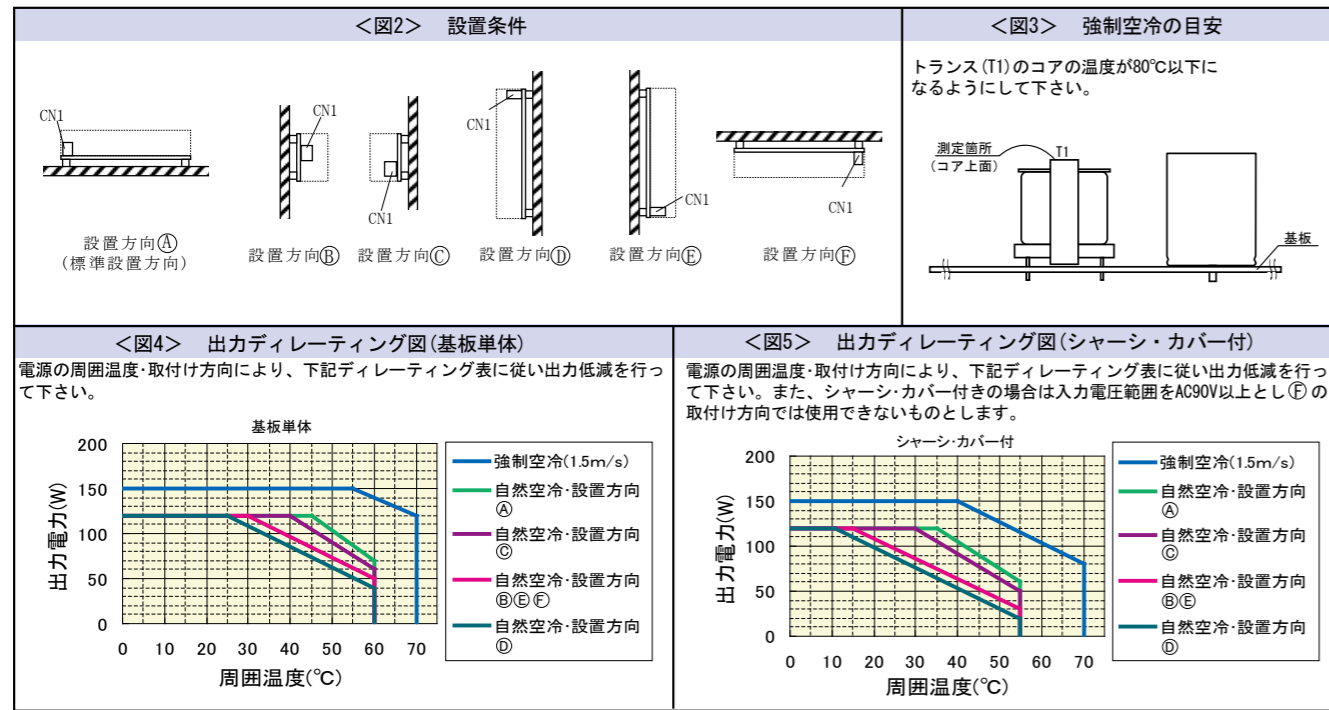 <図2> 設置条件
CN1
設置方向Ⓐ
(標準設置方向)
CN1
設置方向Ⓑ
CN1
設置方向Ⓒ
CN1
設置方向Ⓓ
CN1
設置方向Ⓔ
CN1
設置方向Ⓕ
<図3> 強制空冷の目安
トランス(T1)のコアの温度が80℃以下に
なるようにして下さい。
測定箇所
(コア上面)
T1
基板
<図4> 出力ディレーティング図(基板単体)
電源の周囲温度･取付け方向により、下記ディレーティング表に従い出力低減を行っ
て下さい。
基板単体
出力電力(W)
200
150
100
50
0
0 10 20 30 40 50 60 70
周囲温度(℃)
強制空冷(1.5m/s)
自然空冷･設置方向
Ⓐ
自然空冷･設置方向
Ⓒ
自然空冷･設置方向
ⒷⒺⒻ
自然空冷･設置方向
Ⓓ
<図5> 出力ディレーティング図(シャーシ・カバー付)
電源の周囲温度･取付け方向により、下記ディレーティング表に従い出力低減を行っ
て下さい。また、シャーシ･カバー付きの場合は入力電圧範囲をAC90V以上としⒻの
取付け方向では使用できないものとします。
シャーシ･カバー付
出力電力(W)
200
150
100
50
0
0 10 20 30 40 50 60 70
周囲温度(℃)
強制空冷(1.5m/s)
自然空冷･設置方向
Ⓐ
自然空冷･設置方向
Ⓒ
自然空冷･設置方向
ⒷⒺ
自然空冷･設置方向
Ⓓ